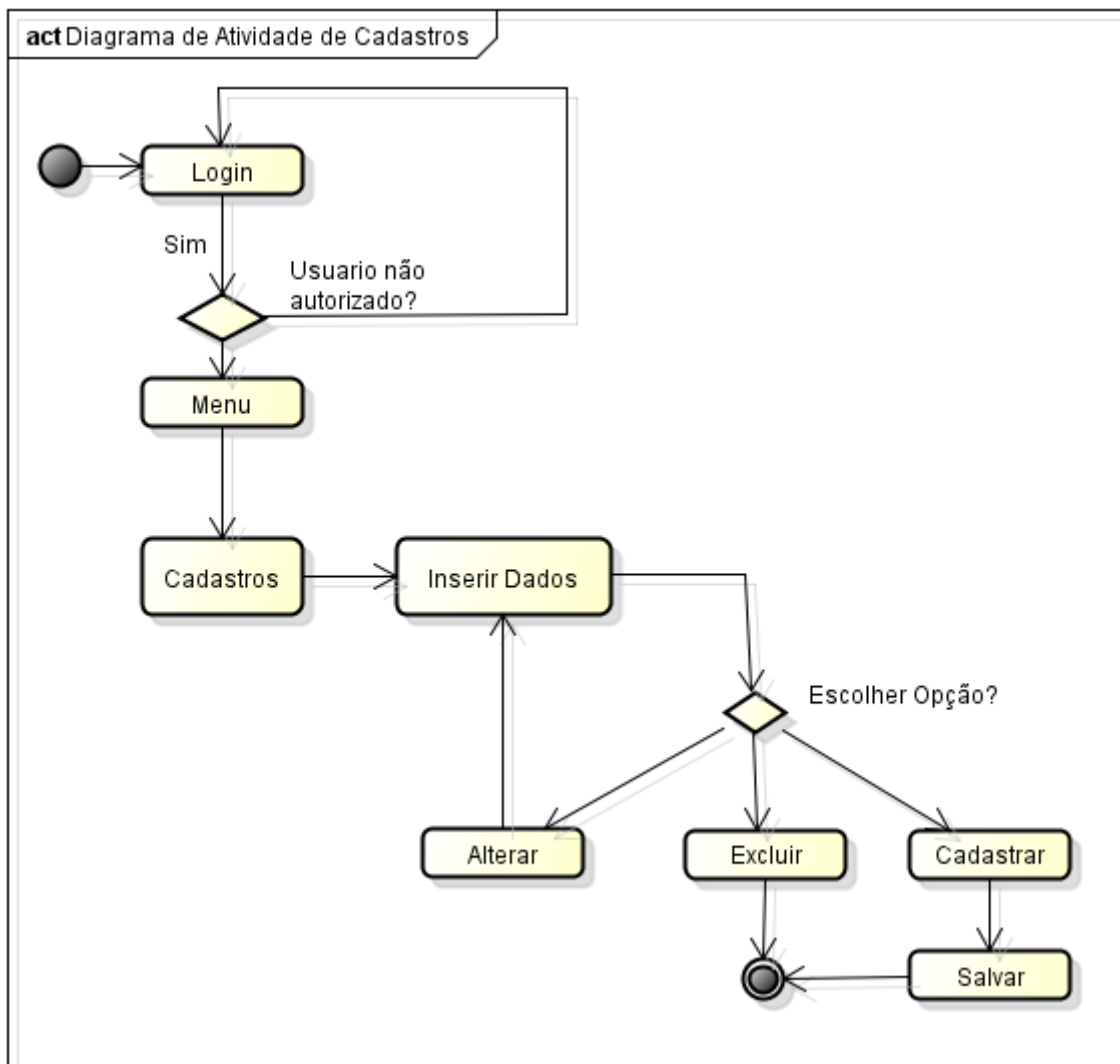 act Diagrama de Atividade de Cadastros
Login
Sim
Usuario não
autorizado?
Menu
Cadastros
Inserir Dados
Escolher Opção?
Alterar
Excluir
Cadastrar
Salvar